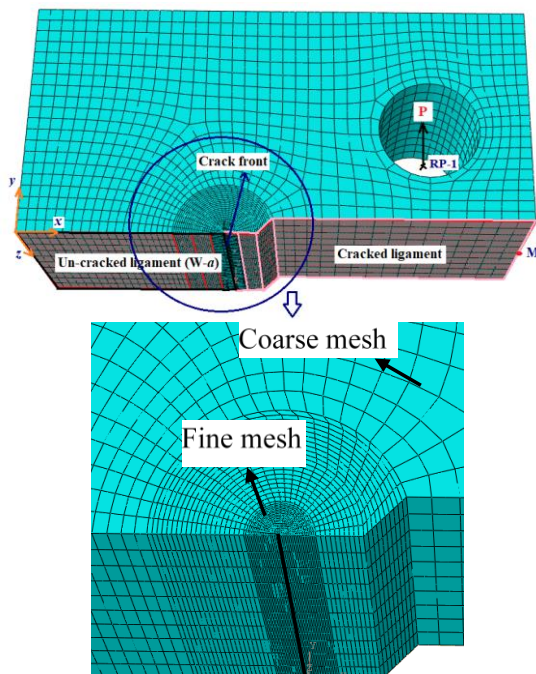 P
RP-1
Crack front
y
x
z
Un-cracked ligament (W-a)
Cracked ligament
M
Coarse mesh
Fine mesh